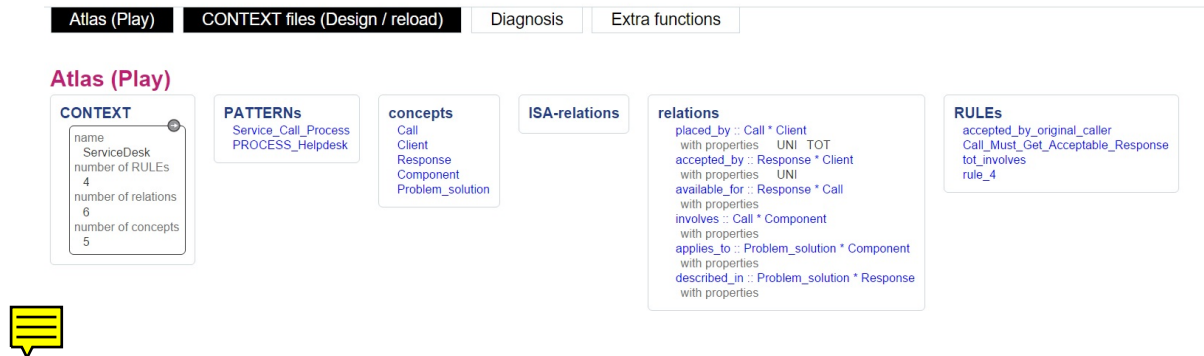 Atlas (Play)
CONTEXT files (Design / reload)
Diagnosis
Extra functions
Atlas (Play)
CONTEXT
name
ServiceDesk
number of RULEs
4
number of relations
6
number of concepts
5
PATTERNs
Service_Call_Process
PROCESS_Helpdesk
concepts
Call
Client
Response
Component
Problem_solution
ISA-relations
relations
placed_by :: Call * Client
with properties UNI TOT
accepted_by :: Response * Client
with properties UNI
available_for :: Response * Call
with properties
involves :: Call * Component
with properties
applies_to :: Problem_solution * Component
with properties
described_in :: Problem_solution * Response
with properties
RULEs
accepted_by_original_caller
Call_Must_Get_Acceptable_Response
tot_involves
rule_4